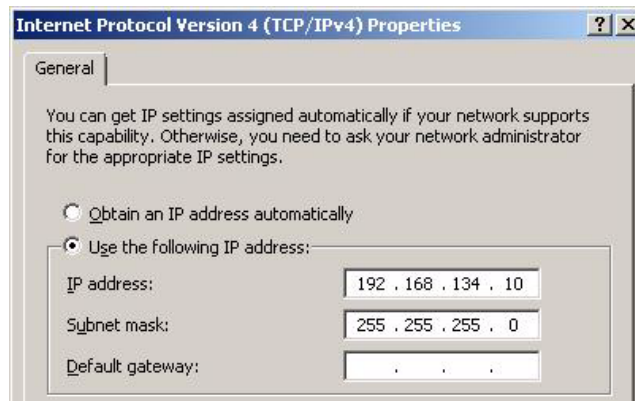 Internet Protocol Version 4 (TCP/IPv4) Properties
General
You can get IP settings assigned automatically if your network supports
this capability. Otherwise, you need to ask your network administrator
for the appropriate IP settings.
Obtain an IP address automatically
Use the following IP address:
IP address: 192 . 168 . 134 . 10
Subnet mask: 255 . 255 . 255 . 0
Default gateway: . . .